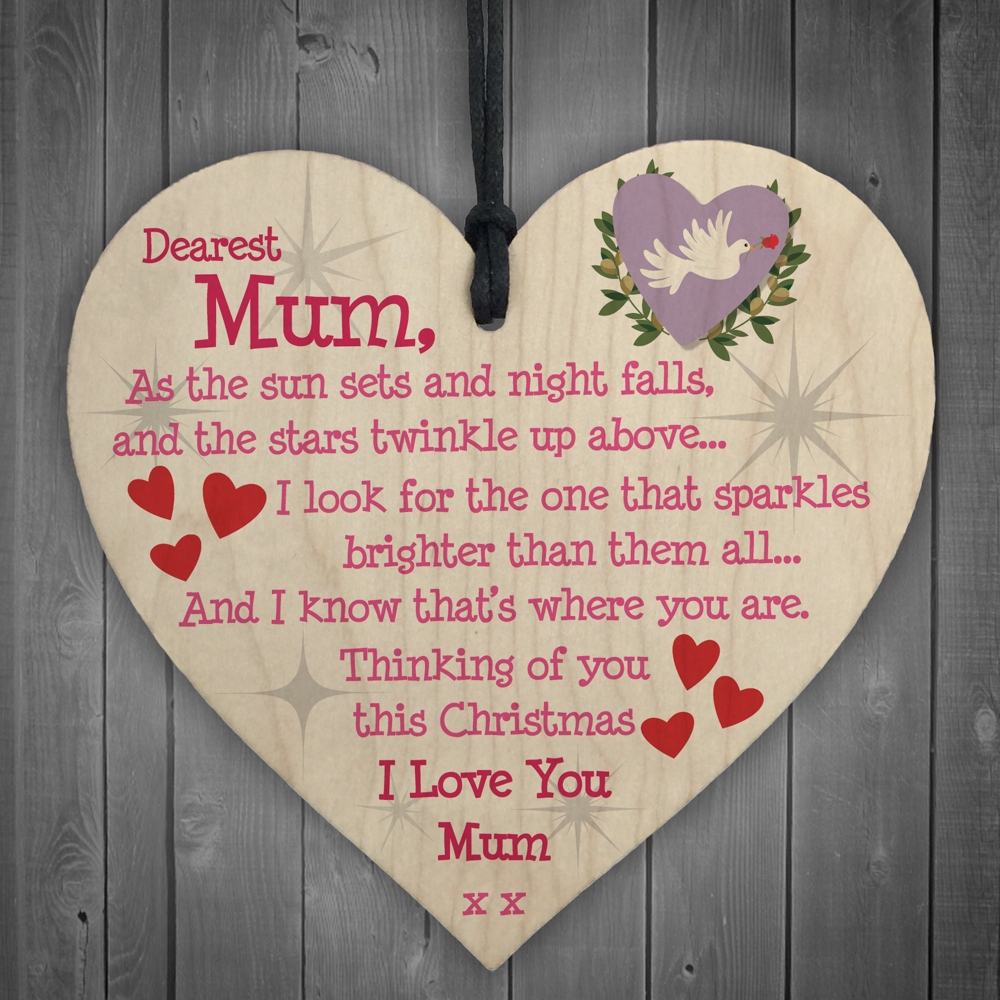 Dearest
Mum,
As the sun sets and night falls,
and the stars twinkle up above...
I look for the one that sparkles
brighter than them all...
And I know that's where you are.
Thinking of you
this Christmas
I Love You
Mum
x x